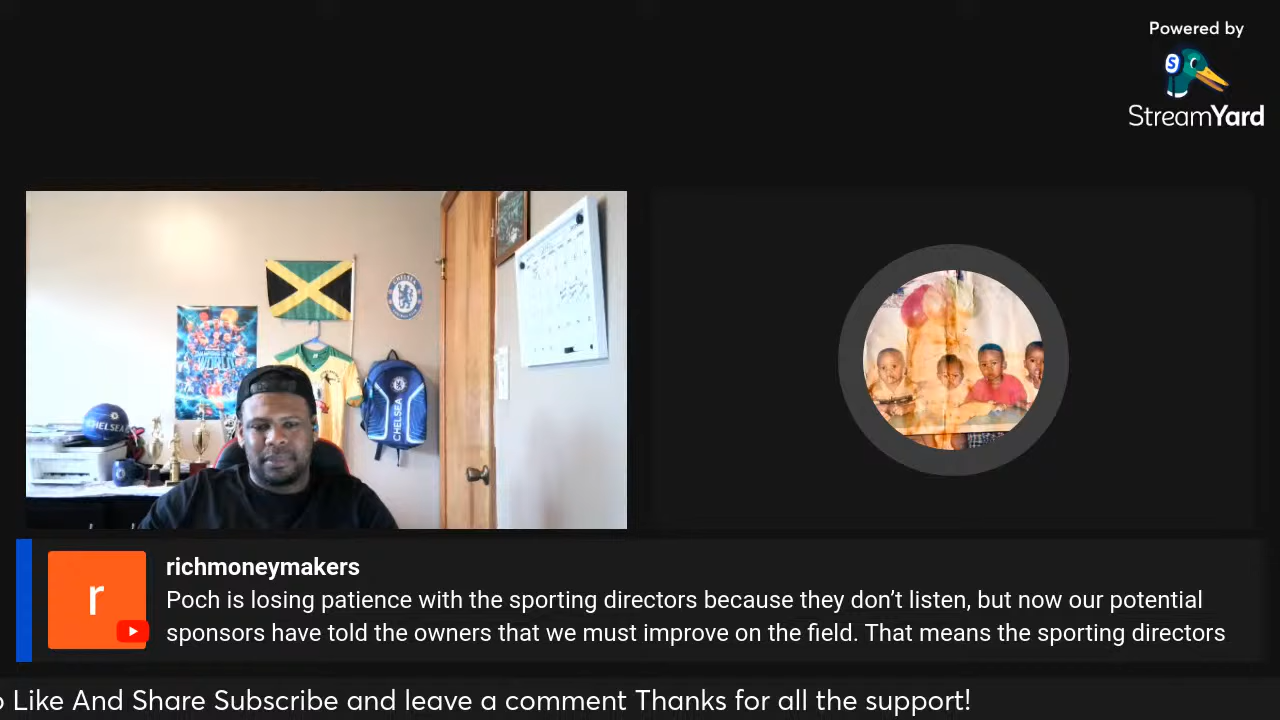 Powered by
S
StreamYard
CHELSEA
CHELSEA
CHELSEA
r
richmoneymakers
Poch is losing patience with the sporting directors because they don’t listen, but now our potential
sponsors have told the owners that we must improve on the field. That means the sporting directors
Like And Share Subscribe and leave a comment Thanks for all the support!